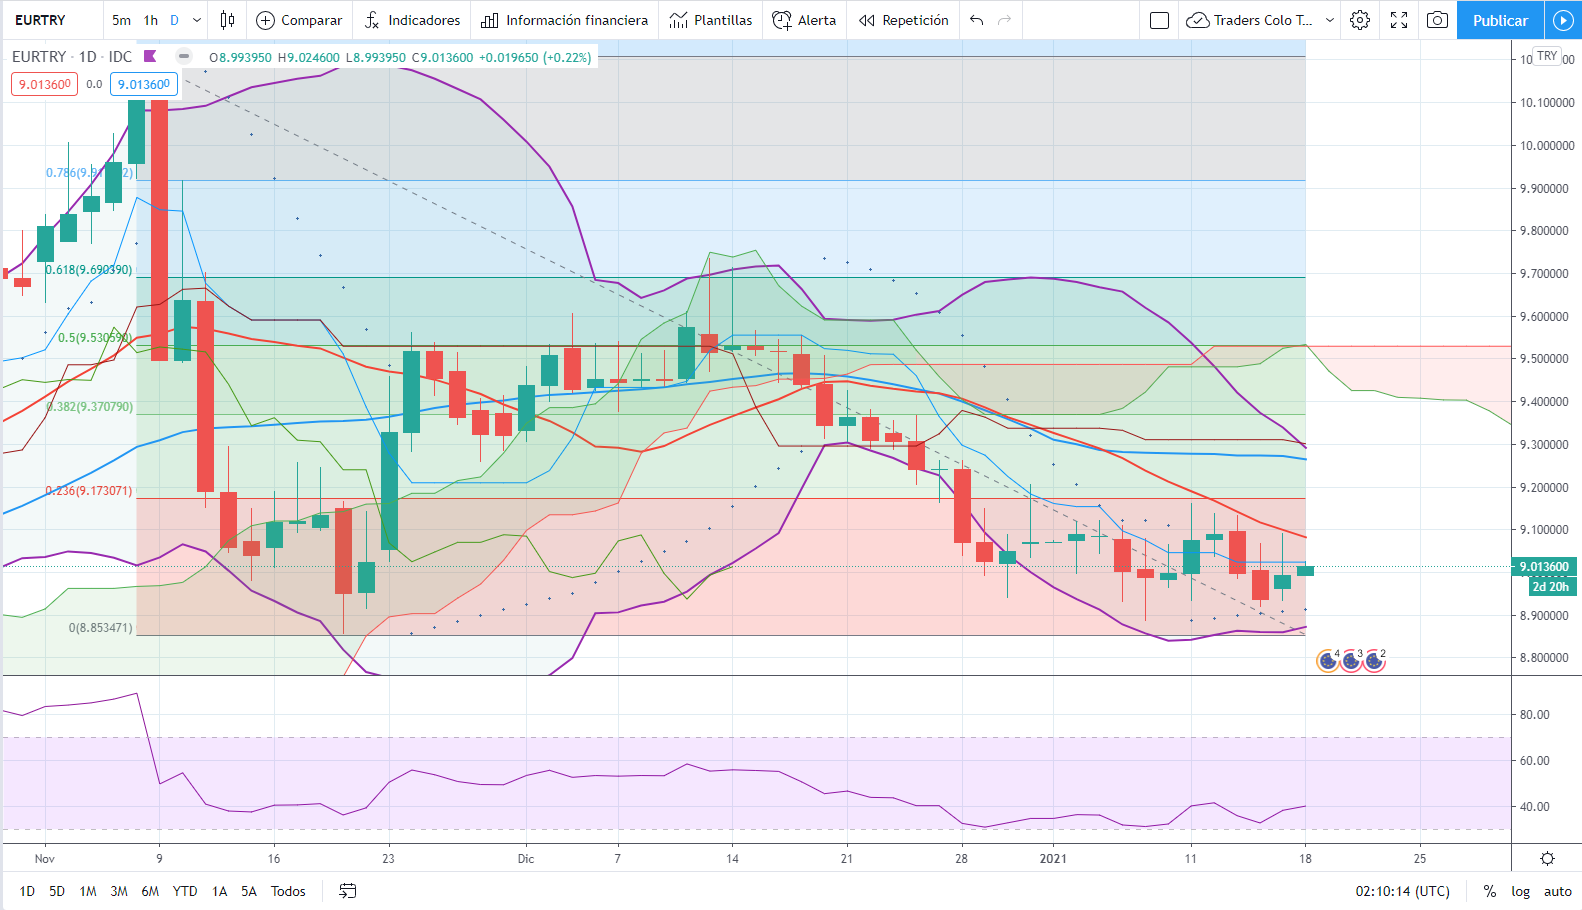 EURTRY 5m 1h D Comparar Indicadores Información financiera Plantillas Alerta Repetición Traders Colo T... Publicar
EURTRY · 1D · IDC O8.993950 H9.024600 L8.993950 C9.013600 +0.019650 (+0.22%)
TRY
9.013600 0.0 9.013600
10.100000
10.000000
9.900000
9.800000
9.700000
9.600000
9.500000
9.400000
9.300000
9.200000
9.100000
9.013600
2d 20h
8.900000
8.800000
0.618(9.690390)
0.5(9.530590)
0.382(9.370790)
0.236(9.173071)
0(8.853471)
4 3 2
80.00
60.00
40.00
Nov 9 16 23 Dic 7 14 21 28 2021 11 18 25
1D 5D 1M 3M 6M YTD 1A 5A Todos 02:10:14 (UTC) % log auto